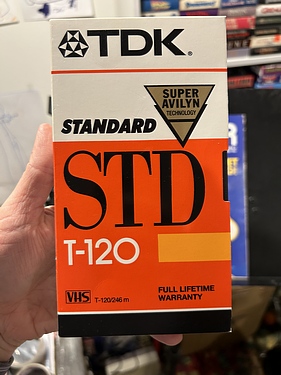 TDK®
SUPER
AVILYN
TECHNOLOGY
STANDARD
STD
T-120
VHS T-120/246 m
FULL LIFETIME
WARRANTY